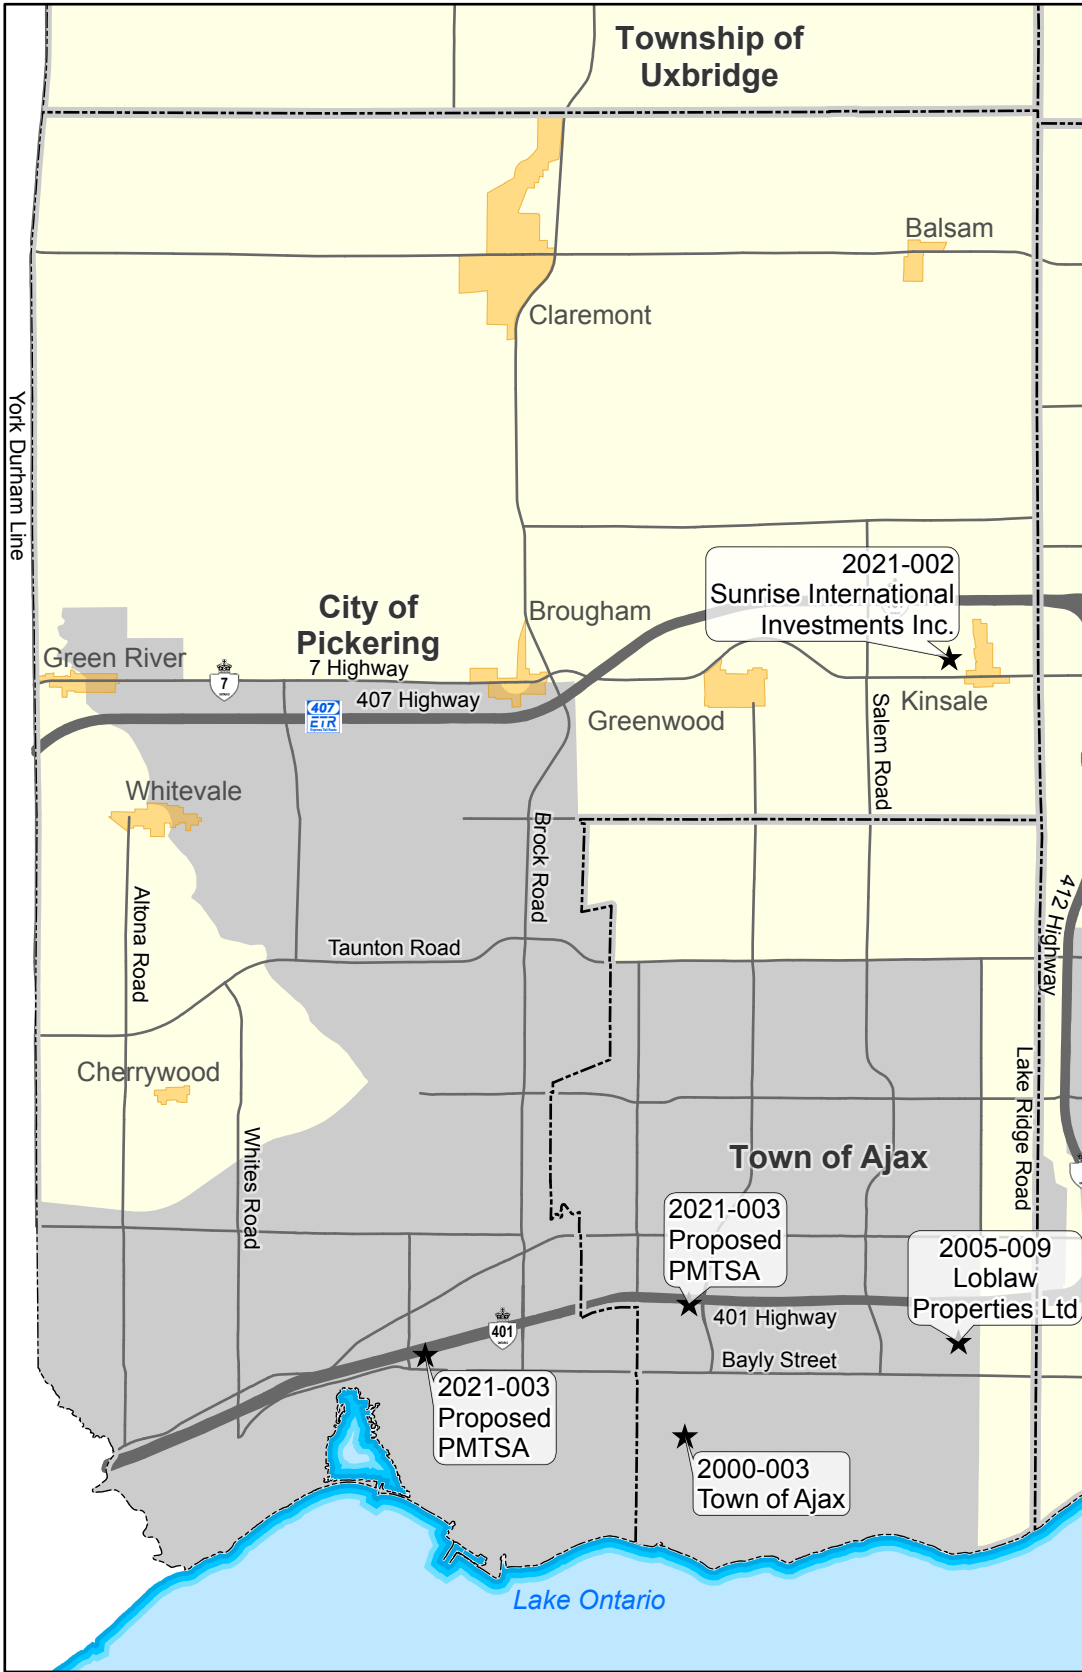 Township of
Uxbridge
Balsam
Claremont
York Durham Line
2021-002
Sunrise International
Investments Inc.
City of
Pickering
Brougham
Green River
7 Highway
7
407 Highway
407
ETR
Greenwood
Kinsale
Salem Road
Whitevale
Brock Road
Altona Road
412 Highway
Taunton Road
Cherrywood
Lake Ridge Road
Whites Road
Town of Ajax
2021-003
Proposed
PMTSA
2005-009
Loblaw
Properties Ltd
401 Highway
401
Bayly Street
2021-003
Proposed
PMTSA
2000-003
Town of Ajax
Lake Ontario